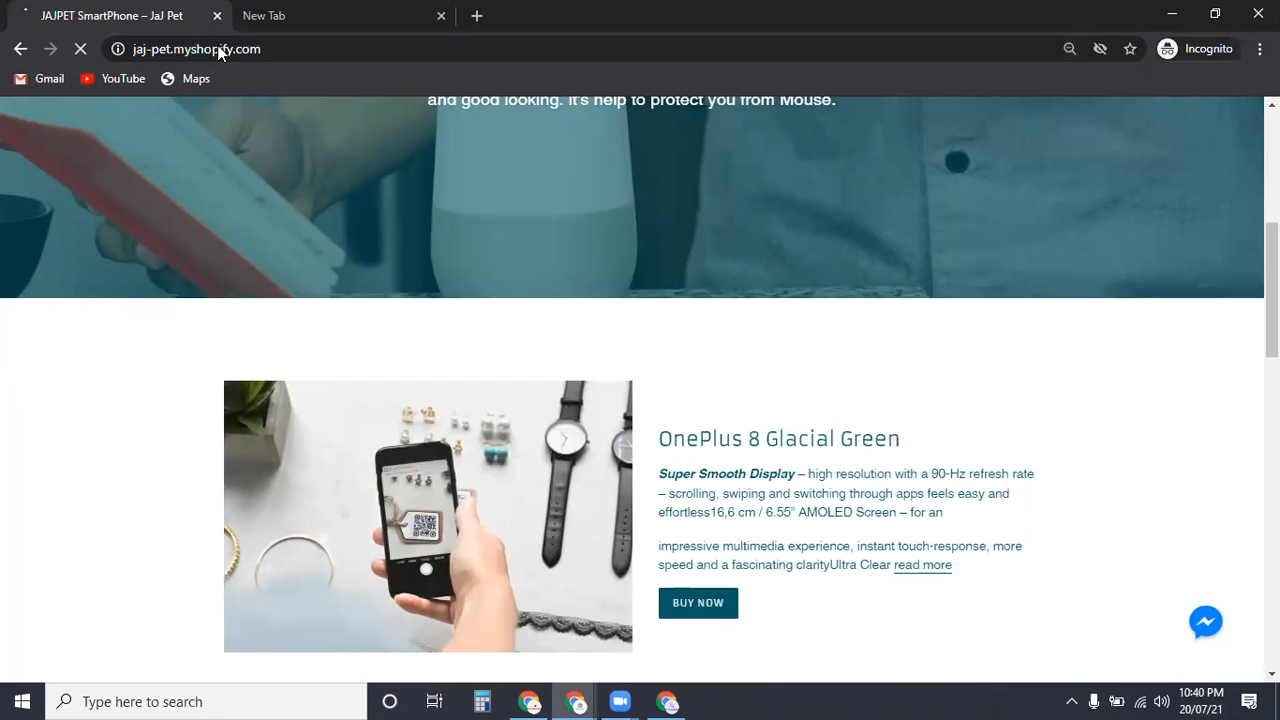 JAJPET SmartPhone – JaJ Pet
New Tab
jaj-pet.myshopify.com
Incognito
Gmail
YouTube
Maps
and good looking. It's help to protect you from Mouse.
OnePlus 8 Glacial Green
Super Smooth Display – high resolution with a 90-Hz refresh rate
– scrolling, swiping and switching through apps feels easy and
effortless16,6 cm / 6.55" AMOLED Screen – for an
impressive multimedia experience, instant touch-response, more
speed and a fascinating clarityUltra Clear read more
BUY NOW
Type here to search
10:40 PM
20/07/21